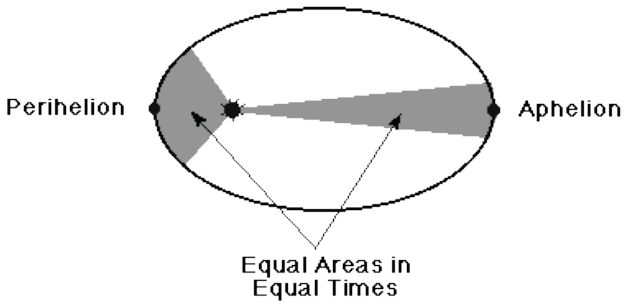 Perihelion
Aphelion
Equal Areas in
Equal Times